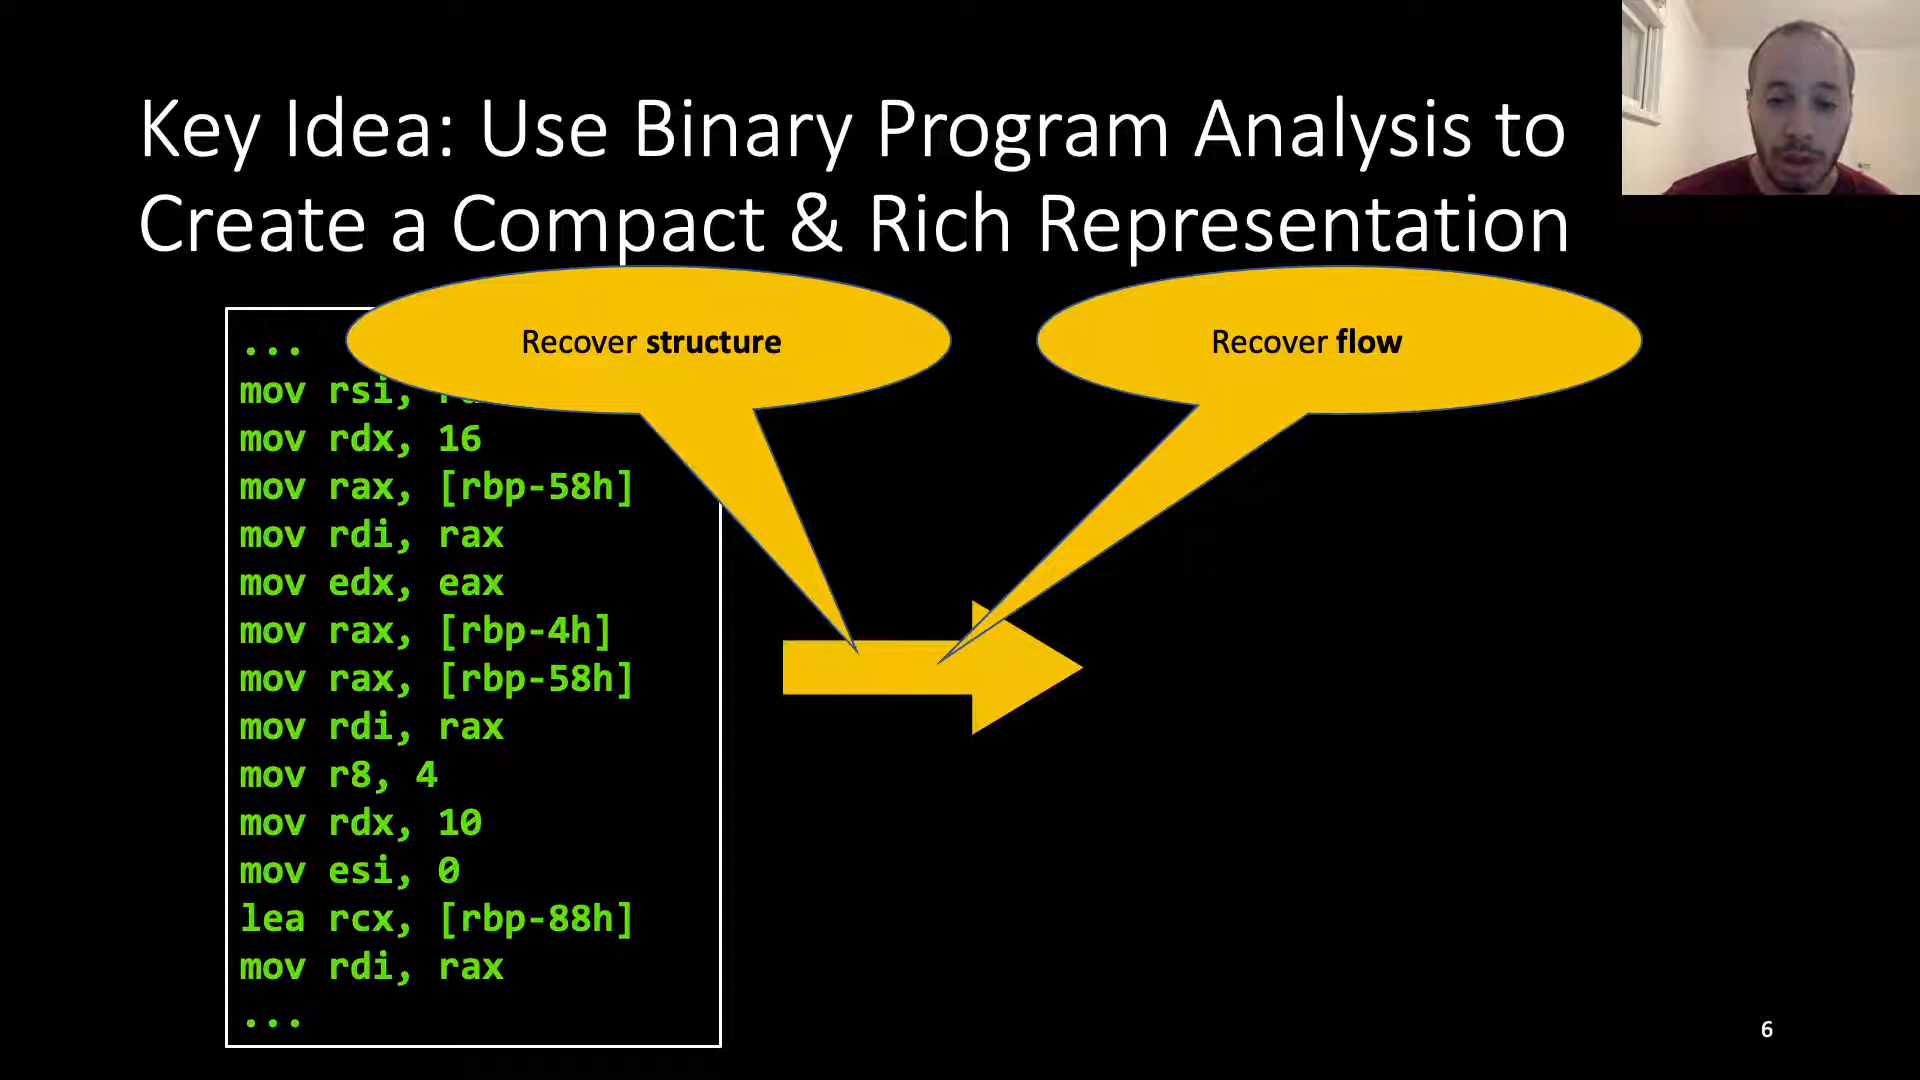 Key Idea: Use Binary Program Analysis to
Create a Compact & Rich Representation
Recover structure
Recover flow
...
mov rsi,
mov rdx, 16
mov rax, [rbp-58h]
mov rdi, rax
mov edx, eax
mov rax, [rbp-4h]
mov rax, [rbp-58h]
mov rdi, rax
mov r8, 4
mov rdx, 10
mov esi, 0
lea rcx, [rbp-88h]
mov rdi, rax
...
6